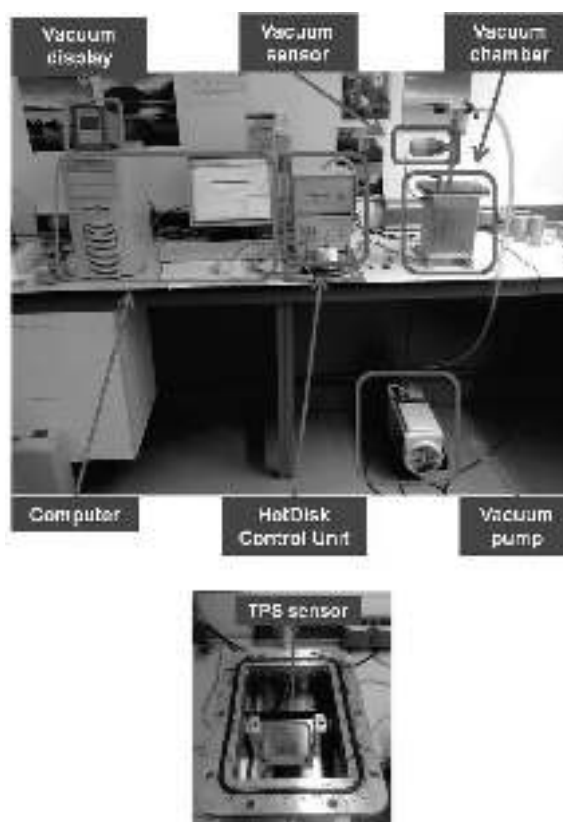 Vacuum
display
Vacuum
sensor
Vacuum
chamber
Computer
HotDisk
Control Unit
Vacuum
pump
TPS sensor